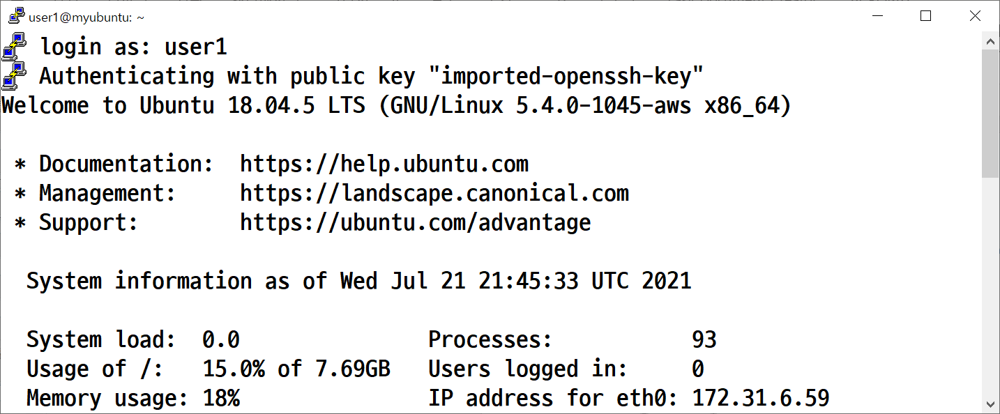 user1@myubuntu: ~
login as: user1
Authenticating with public key "imported-openssh-key"
Welcome to Ubuntu 18.04.5 LTS (GNU/Linux 5.4.0-1045-aws x86_64)
* Documentation:  https://help.ubuntu.com
* Management:     https://landscape.canonical.com
* Support:        https://ubuntu.com/advantage
System information as of Wed Jul 21 21:45:33 UTC 2021
System load:  0.0               Processes:           93
Usage of /:   15.0% of 7.69GB   Users logged in:     0
Memory usage: 18%               IP address for eth0: 172.31.6.59